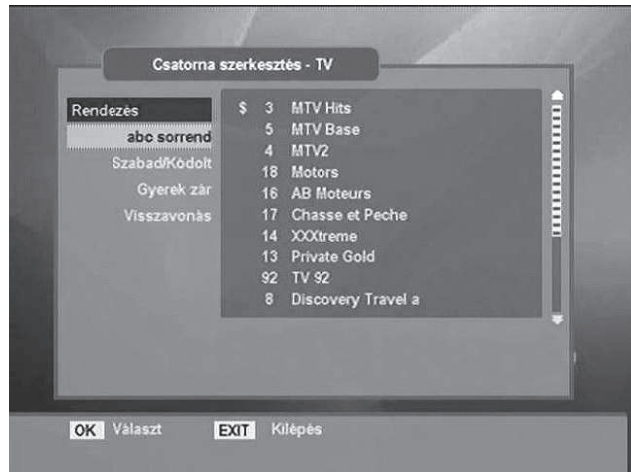 Csatorna szerkesztés - TV
Rendezés
abc sorrend
Szabad/Kódolt
Gyerek zár
Visszavonás
$ 3 MTV Hits
5 MTV Base
4 MTV2
18 Motors
16 AB Moteurs
17 Chasse et Peche
14 XXXtreme
13 Private Gold
92 TV 92
8 Discovery Travel a
OK Választ EXIT Kilépés